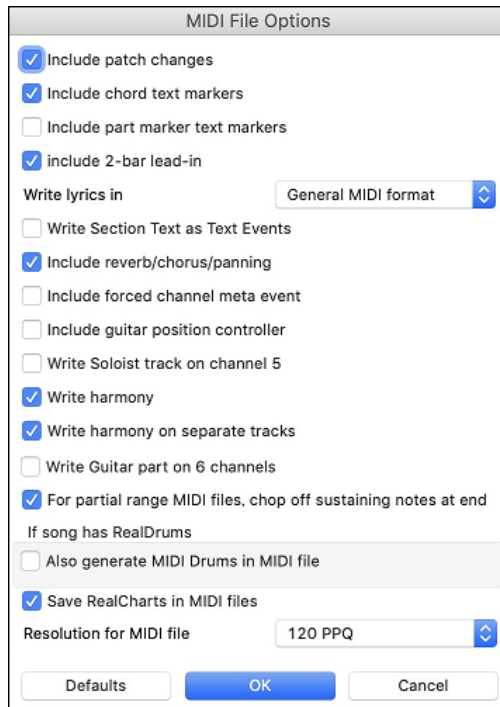 MIDI File Options
Include patch changes
Include chord text markers
Include part marker text markers
include 2-bar lead-in
Write lyrics in General MIDI format
Write Section Text as Text Events
Include reverb/chorus/panning
Include forced channel meta event
Include guitar position controller
Write Soloist track on channel 5
Write harmony
Write harmony on separate tracks
Write Guitar part on 6 channels
For partial range MIDI files, chop off sustaining notes at end
If song has RealDrums
Also generate MIDI Drums in MIDI file
Save RealCharts in MIDI files
Resolution for MIDI file 120 PPQ
Defaults OK Cancel